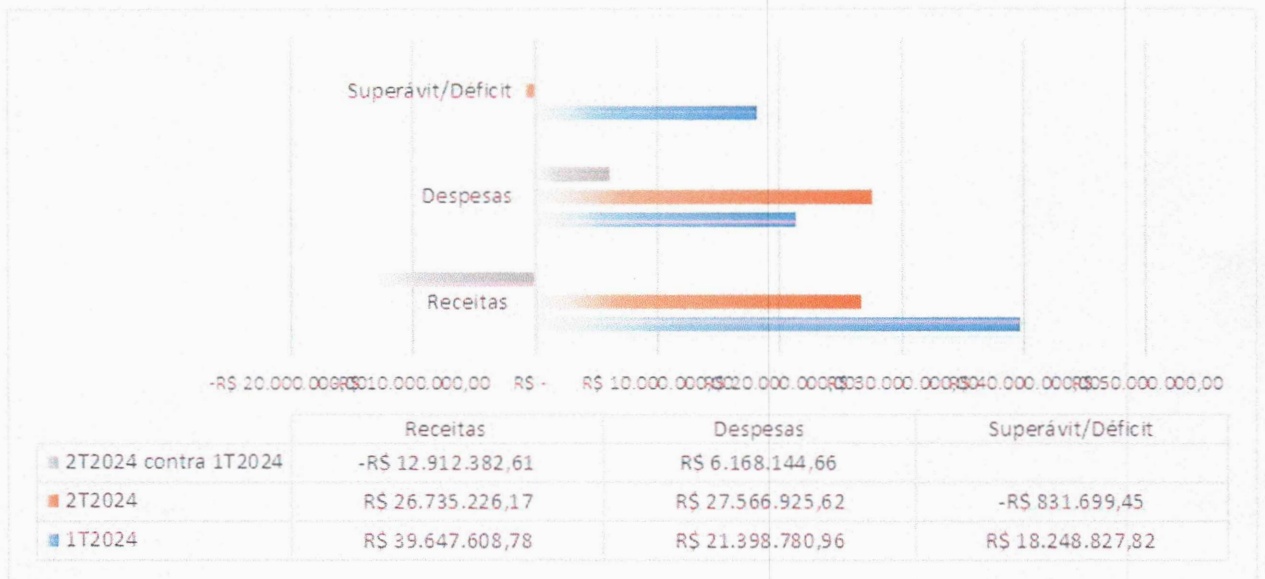 Superávit/Déficit
Despesas
Receitas
-R$ 20.000.000,00 -R$ 10.000.000,00 R$ - R$ 10.000.000,00 R$ 20.000.000,00 R$ 30.000.000,00 R$ 40.000.000,00 R$ 50.000.000,00
Receitas Despesas Superávit/Déficit
2T2024 contra 1T2024 -R$ 12.912.382,61 R$ 6.168.144,66
2T2024 R$ 26.735.226,17 R$ 27.566.925,62 -R$ 831.699,45
1T2024 R$ 39.647.608,78 R$ 21.398.780,96 R$ 18.248.827,82